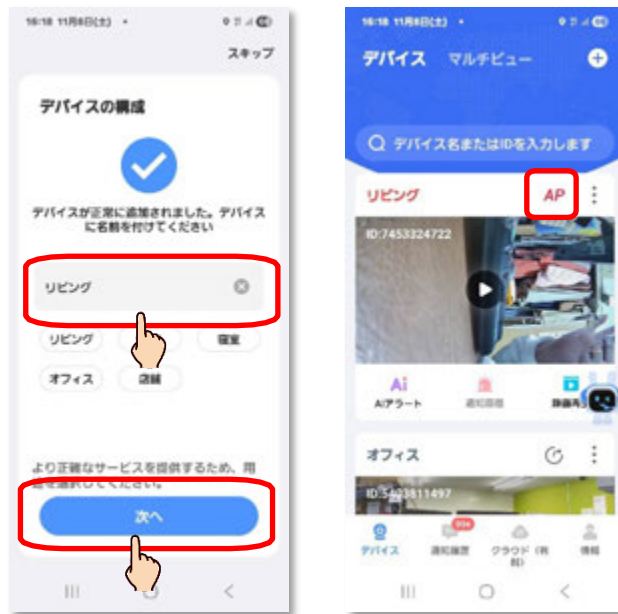 16:18 11月8日(土)
スキップ
デバイスの構成
デバイスが正常に追加されました。デバイス
に名前を付けてください
リビング
リビング
寝室
オフィス
店舗
より正確なサービスを提供するため、用
途を選択してください。
次へ
16:18 11月8日(土)
デバイス マルチビュー
デバイス名またはIDを入力します
リビング AP
ID:7453324722
Ai
AIアラート
通知履歴
録画再
オフィス
ID:5403811497
デバイス
通知履歴
クラウド (有
料)
情報